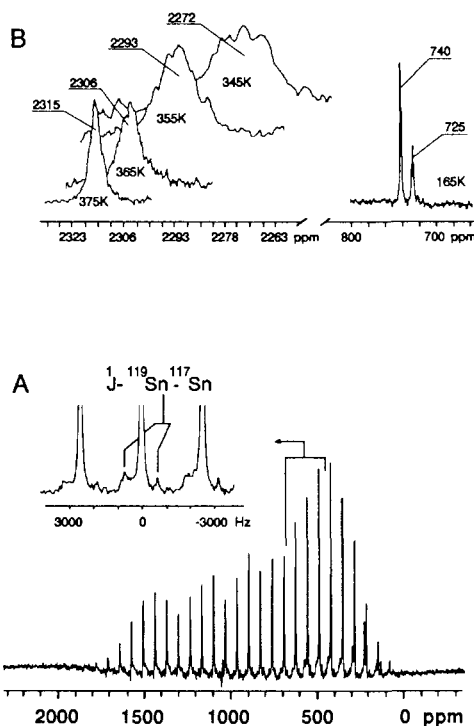 B
2272
2293
2306
2315
345K
355K
365K
375K
740
725
165K
2323 2306 2293 2278 2263 ppm
800 700 ppm
A
1J- 119Sn - 117Sn
3000 0 -3000 Hz
2000 1500 1000 500 0 ppm